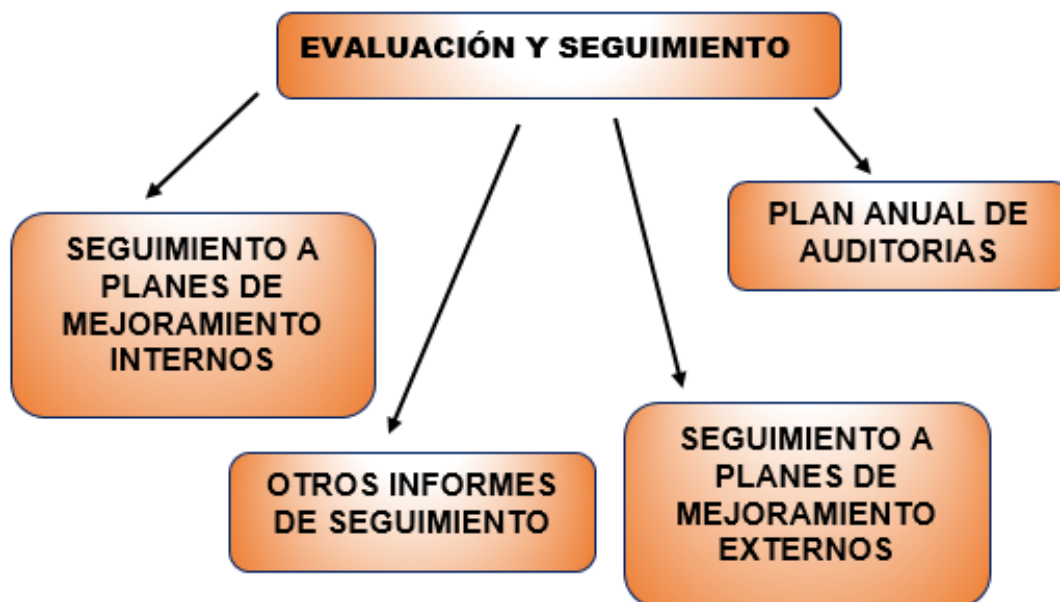 EVALUACIÓN Y SEGUIMIENTO
SEGUIMIENTO A
PLANES DE
MEJORAMIENTO
INTERNOS
OTROS INFORMES
DE SEGUIMIENTO
SEGUIMIENTO A
PLANES DE
MEJORAMIENTO
EXTERNOS
PLAN ANUAL DE
AUDITORIAS